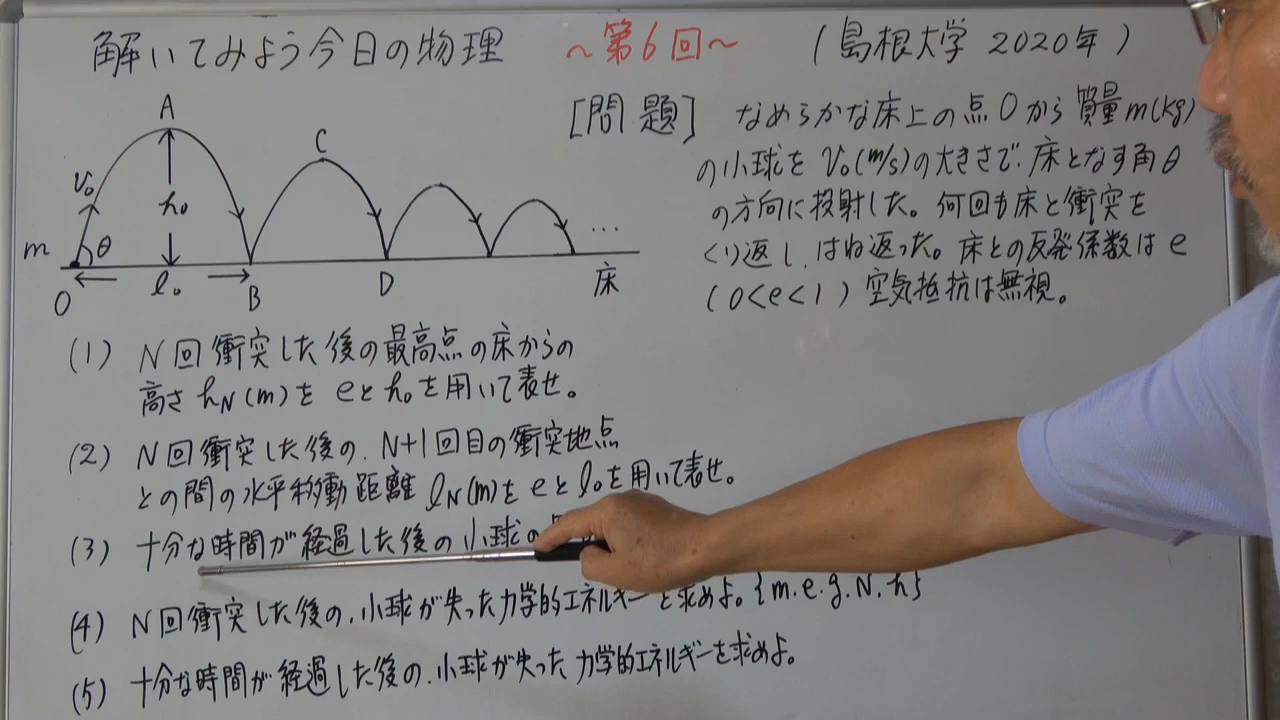 解いてみよう今日の物理 ～第6回～ (島根大学 2020年)
A
C
v₀
h₀
m
θ
l₀
O
B
D
床
...
[問題] なめらかな床上の点Oから質量m(kg)
の小球をv₀(m/s)の大きさで、床となす角θ
の方向に投射した。何回も床と衝突を
くり返し、はね返った。床との反発係数はe
(0<e<1) 空気抵抗は無視。
(1) N回衝突した後の最高点の床からの
高さh_N(m)をeとh₀を用いて表せ。
(2) N回衝突した後の、N+1回目の衝突地点
との間の水平移動距離l_N(m)をeとl₀を用いて表せ。
(3) 十分な時間が経過した後の小球の
(4) N回衝突した後の、小球が失った力学的エネルギーを求めよ。{m.e.g.N.h}
(5) 十分な時間が経過した後の、小球が失った力学的エネルギーを求めよ。